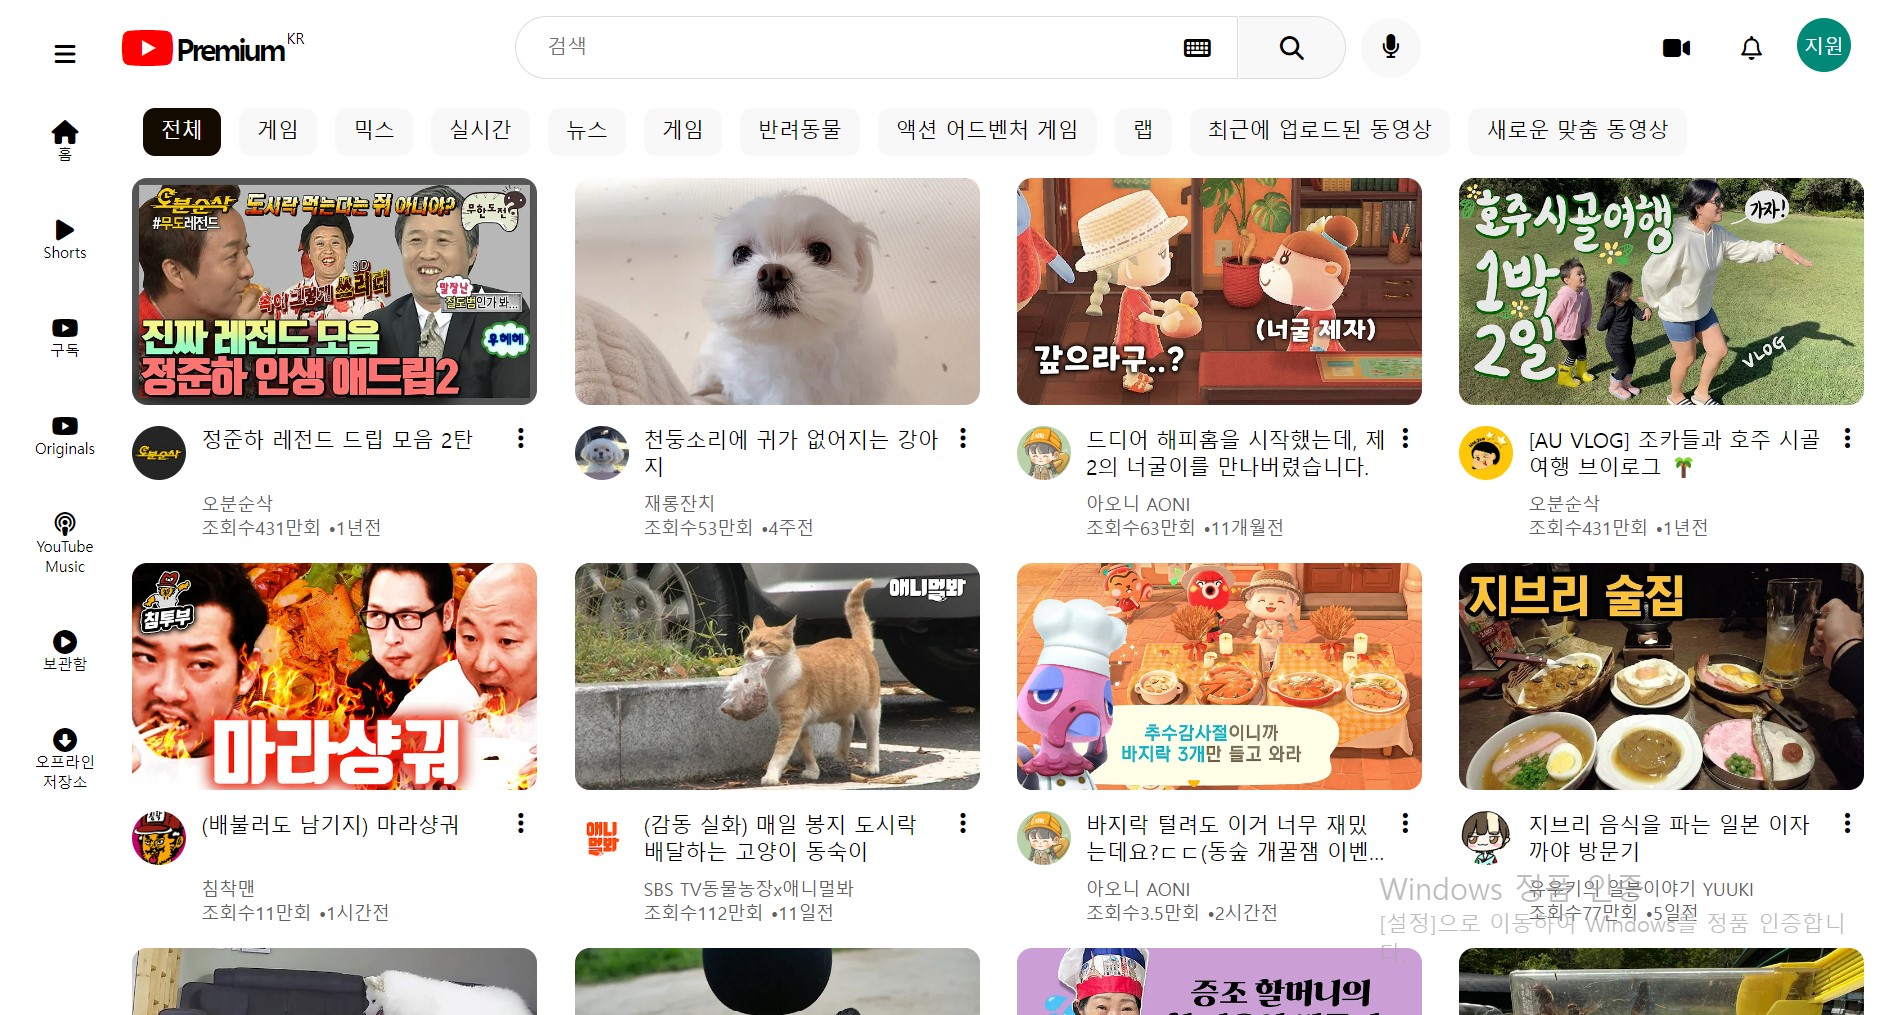 Premium KR
검색
지원
전체 게임 믹스 실시간 뉴스 게임 반려동물 액션 어드벤처 게임 랩 최근에 업로드된 동영상 새로운 맞춤 동영상
홈
Shorts
구독
Originals
YouTube
Music
보관함
오프라인
저장소
오분순삭 도시락 먹는다는 쥐 아니야?
무한도전
#무도레전드
3D
속이 그렇게 쓰리디
말장난
절도범인가 봐...
우헤헤
진짜 레전드 모음
정준하 인생 애드립2
(너굴 제자)
갚으라구..?
호주시골여행
가자!
1박
2일
VLOG
오분순삭
정준하 레전드 드립 모음 2탄
오분순삭
조회수431만회 •1년전
천둥소리에 귀가 없어지는 강아
지
재롱잔치
조회수53만회 •4주전
드디어 해피홈을 시작했는데, 제
2의 너굴이를 만나버렸습니다.
아오니 AONI
조회수63만회 •11개월전
[AU VLOG] 조카들과 호주 시골
여행 브이로그 🌴
오분순삭
조회수431만회 •1년전
침투부
마라샹궈
애니멀봐
추수감사절이니까
바지락 3개만 들고 와라
지브리 술집
(배불러도 남기지) 마라샹궈
침착맨
조회수11만회 •1시간전
애니
멀봐
(감동 실화) 매일 봉지 도시락
배달하는 고양이 동숙이
SBS TV동물농장x애니멀봐
조회수112만회 •11일전
바지락 털려도 이거 너무 재밌
는데요?ㄷㄷ(동숲 개꿀잼 이벤...
아오니 AONI
조회수3.5만회 •2시간전
지브리 음식을 파는 일본 이자
까야 방문기
유우키의 일본이야기 YUUKI
조회수77만회 •5일전
Windows 정품 인증
[설정]으로 이동하여 Windows를 정품 인증합니
다.
증조 할머니의